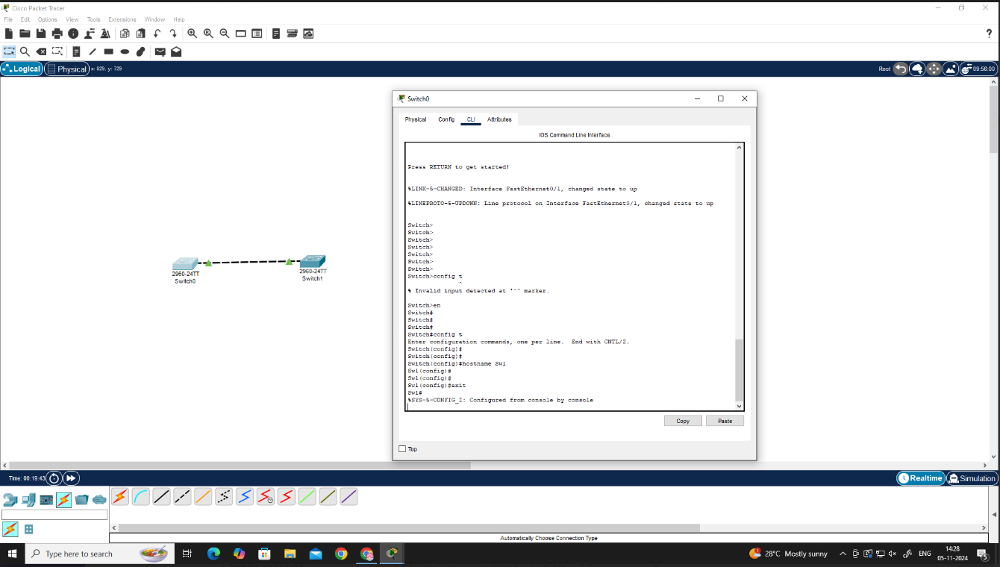 Cisco Packet Tracer
File Edit Options View Tools Extensions Window Help
Logical Physical x: 829, y: 729 Root 09:58:00
Switch0
Physical Config CLI Attributes
IOS Command Line Interface
Press RETURN to get started!
%LINK-5-CHANGED: Interface FastEthernet0/1, changed state to up
%LINEPROTO-5-UPDOWN: Line protocol on Interface FastEthernet0/1, changed state to up
Switch>
Switch>
Switch>
Switch>
Switch>
Switch>
Switch>
Switch>config t
^
% Invalid input detected at '^' marker.
Switch>en
Switch#
Switch#
Switch#
Switch#config t
Enter configuration commands, one per line. End with CNTL/Z.
Switch(config)#
Switch(config)#
Switch(config)#hostname Sw1
Sw1(config)#
Sw1(config)#
Sw1(config)#exit
Sw1#
%SYS-5-CONFIG_I: Configured from console by console
Copy Paste
Top
2960-24TT
Switch0
2960-24TT
Switch1
Time: 00:19:43 Realtime Simulation
Automatically Choose Connection Type
Type here to search
28°C Mostly sunny
ENG
14:28
05-11-2024
5